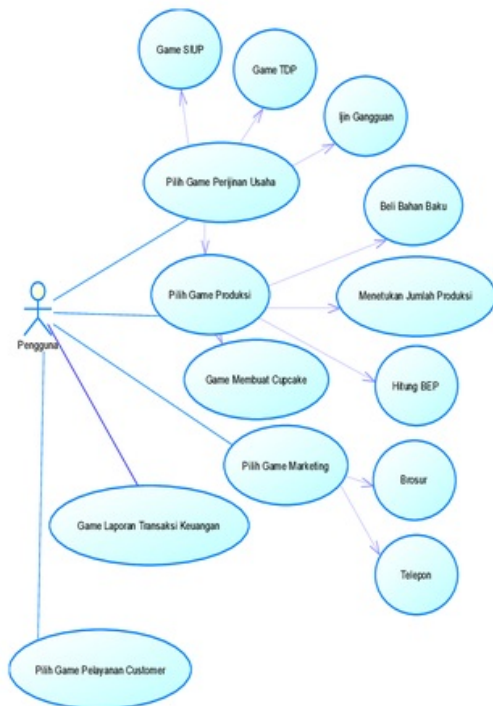 Game SIUP
Game TDP
Ijin Gangguan
Pilih Game Perijinan Usaha
Beli Bahan Baku
Pilih Game Produksi
Menetukan Jumlah Produksi
Pengguna
Game Membuat Cupcake
Hitung BEP
Pilih Game Marketing
Brosur
Game Laporan Transaksi Keuangan
Telepon
Pilih Game Pelayanan Customer